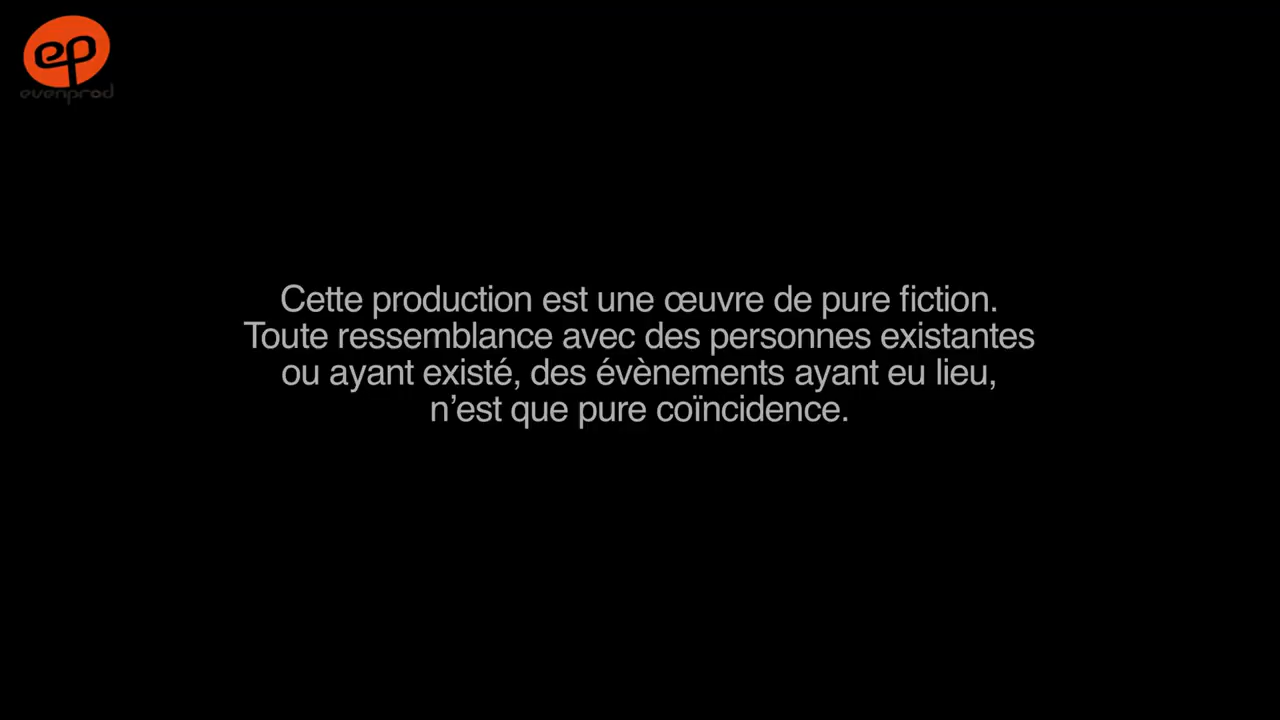 ep
evenprod
Cette production est une œuvre de pure fiction.
Toute ressemblance avec des personnes existantes
ou ayant existé, des évènements ayant eu lieu,
n’est que pure coïncidence.